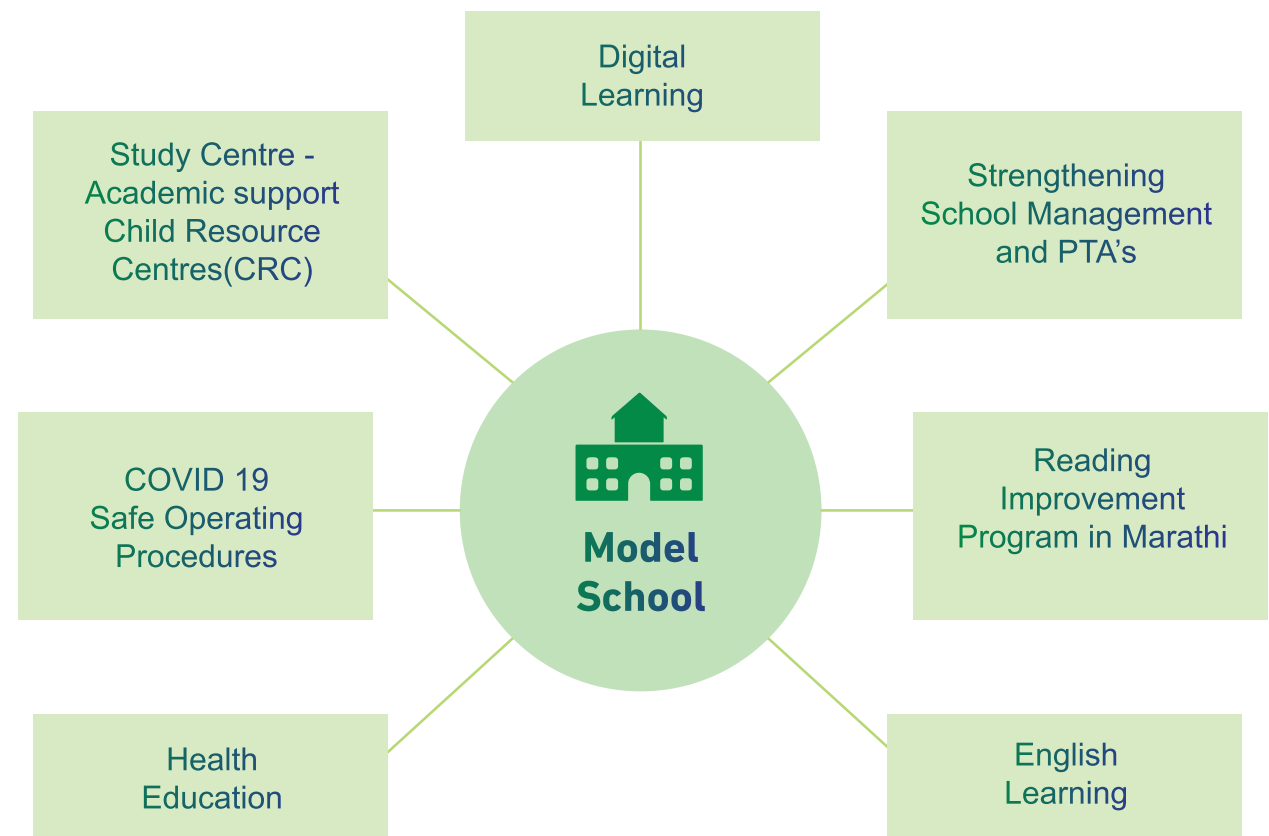 Digital
Learning
Study Centre -
Academic support
Child Resource
Centres(CRC)
Strengthening
School Management
and PTA’s
COVID 19
Safe Operating
Procedures
Model
School
Reading
Improvement
Program in Marathi
Health
Education
English
Learning